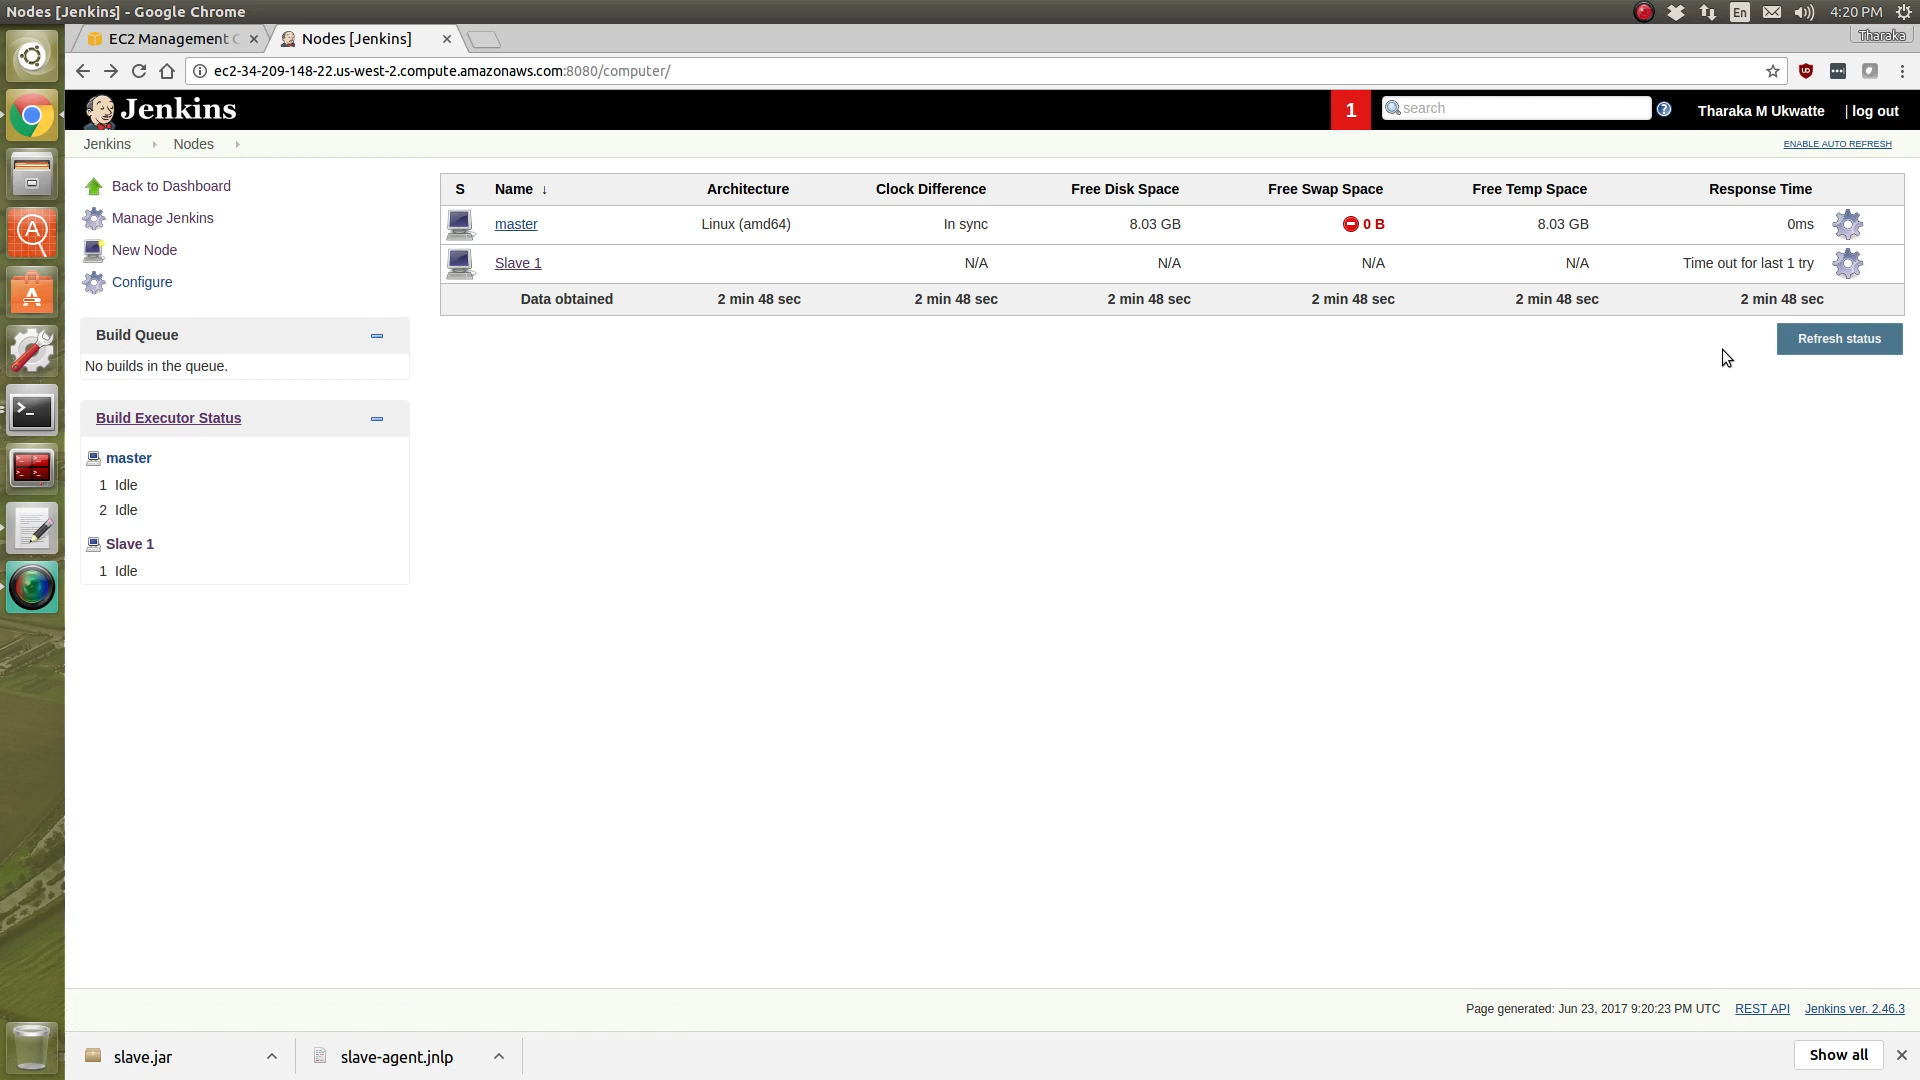 Nodes [Jenkins] - Google Chrome
En
4:20 PM
EC2 Management C
Nodes [Jenkins]
Tharaka
ec2-34-209-148-22.us-west-2.compute.amazonaws.com:8080/computer/
Jenkins
1
search
Tharaka M Ukwatte
| log out
Jenkins
Nodes
ENABLE AUTO REFRESH
Back to Dashboard
Manage Jenkins
New Node
Configure
Build Queue
No builds in the queue.
Build Executor Status
master
1 Idle
2 Idle
Slave 1
1 Idle
S Name ↓ Architecture Clock Difference Free Disk Space Free Swap Space Free Temp Space Response Time
master Linux (amd64) In sync 8.03 GB 0 B 8.03 GB 0ms
Slave 1 N/A N/A N/A N/A Time out for last 1 try
Data obtained 2 min 48 sec 2 min 48 sec 2 min 48 sec 2 min 48 sec 2 min 48 sec 2 min 48 sec
Refresh status
Page generated: Jun 23, 2017 9:20:23 PM UTC REST API Jenkins ver. 2.46.3
slave.jar
slave-agent.jnlp
Show all